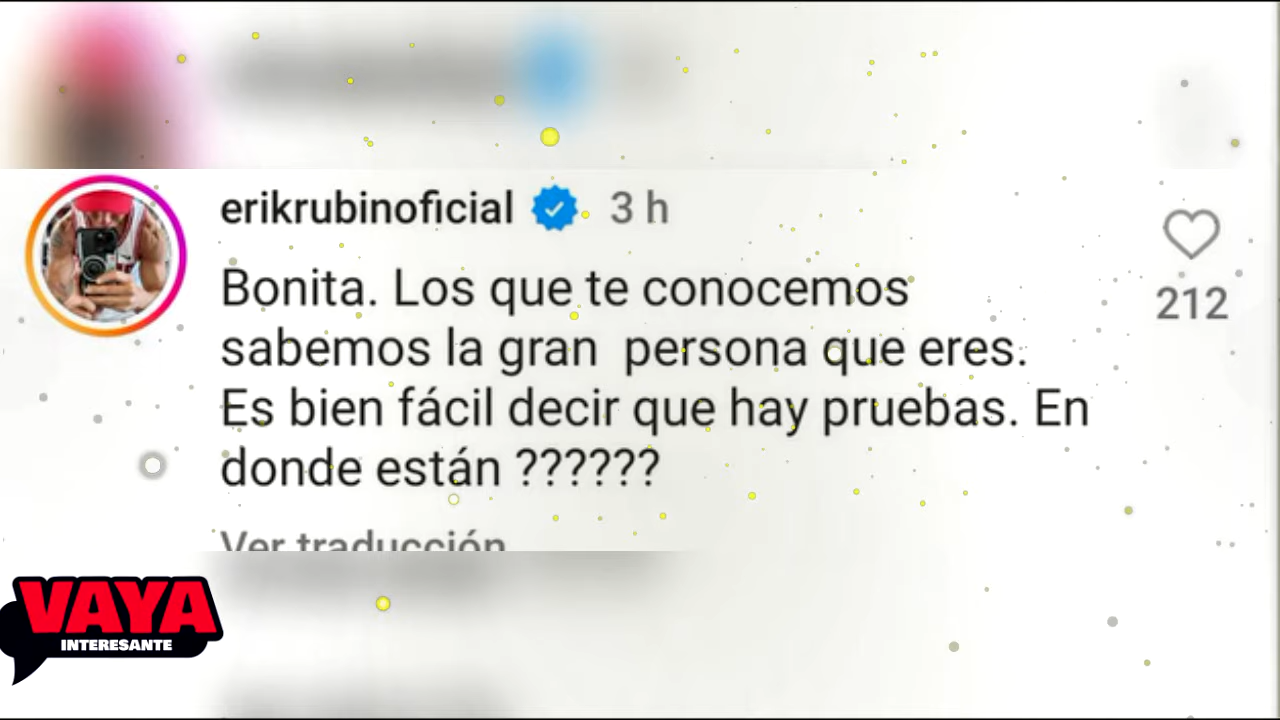 erikrubinoficial 3 h
Bonita. Los que te conocemos
sabemos la gran  persona que eres.
212
Es bien fácil decir que hay pruebas. En
donde están ??????
Ver traducción
VAYA
INTERESANTE